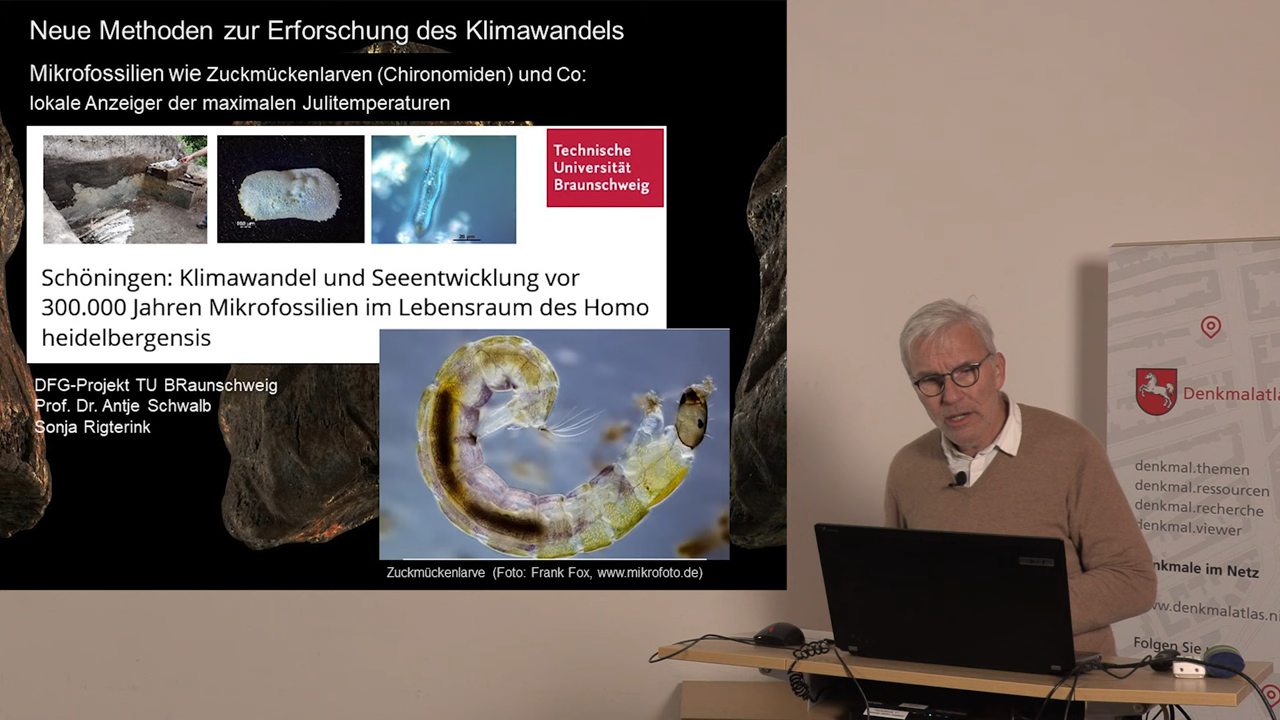 Neue Methoden zur Erforschung des Klimawandels
Mikrofossilien wie Zuckmückenlarven (Chironomiden) und Co:
lokale Anzeiger der maximalen Julitemperaturen
Technische
Universität
Braunschweig
Schöningen: Klimawandel und Seeentwicklung vor
300.000 Jahren Mikrofossilien im Lebensraum des Homo
heidelbergensis
DFG-Projekt TU BRaunschweig
Prof. Dr. Antje Schwalb
Sonja Rigterink
Zuckmückenlarve (Foto: Frank Fox, www.mikrofoto.de)
Denkmalatla
denkmal.themen
denkmal.ressourcen
denkmal.recherche
denkmal.viewer
nkmale im Netz
ww.denkmalatlas.ni
Folgen Sie